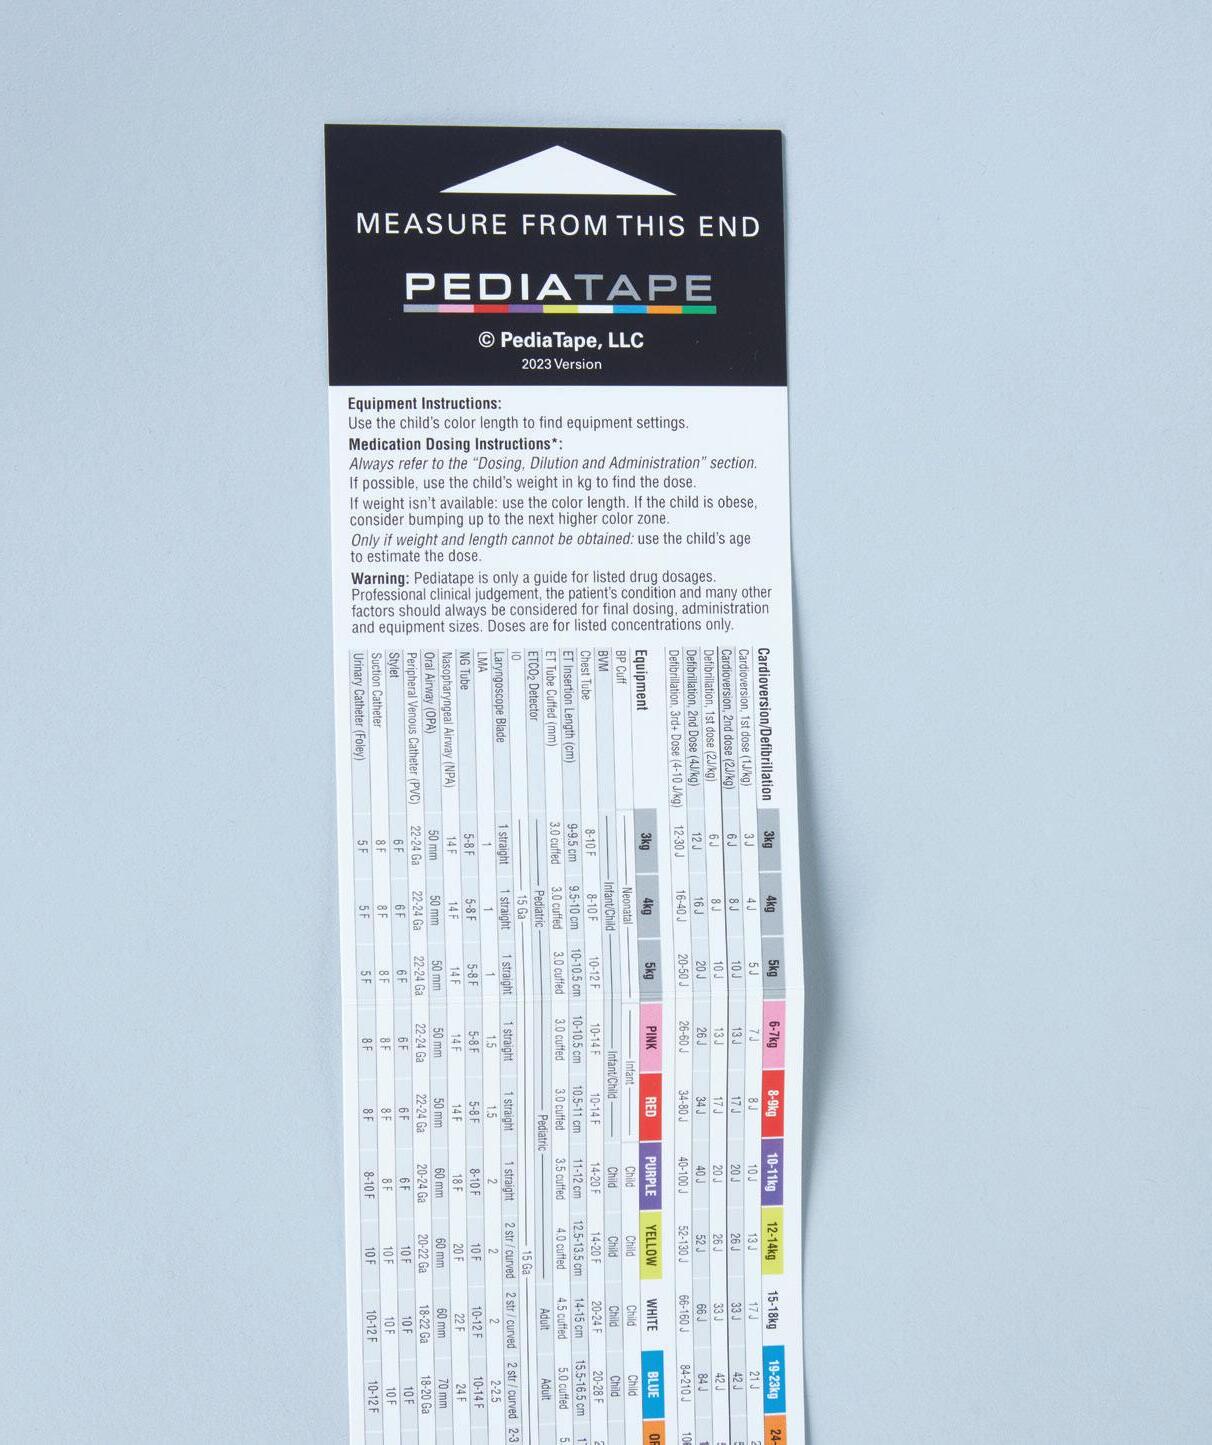 MEASURE FROM THIS END
PEDIATAPE
© PediaTape, LLC
2023 Version
Equipment Instructions:
Use the child's color length to find equipment settings.
Medication Dosing Instructions*:
Always refer to the "Dosing, Dilution and Administration" section.
If possible, use the child's weight in kg to find the dose.
If weight isn't available: use the color length. If the child is obese,
consider bumping up to the next higher color zone.
Only if weight and length cannot be obtained: use the child's age
to estimate the dose.
Warning: Pediatape is only a guide for listed drug dosages.
Professional clinical judgement, the patient's condition and many other
factors should always be considered for final dosing, administration
and equipment sizes. Doses are for listed concentrations only.
Cardioversion/Defibrillation 3kg 4kg 5kg 6-7kg 8-9kg 10-11kg 12-14kg 15-18kg 19-23kg 24-
Cardioversion, 1st dose (1J/kg) 3 J 4 J 5 J 7 J 8 J 10 J 13 J 17 J 21 J
Cardioversion, 2nd dose (2J/kg) 6 J 8 J 10 J 13 J 17 J 20 J 26 J 33 J 42 J
Defibrillation, 1st dose (2J/kg) 6 J 8 J 10 J 13 J 17 J 20 J 26 J 33 J 42 J
Defibrillation, 2nd Dose (4J/kg) 12 J 16 J 20 J 26 J 34 J 40 J 52 J 66 J 84 J
Defibrillation, 3rd+ Dose (4-10 J/kg) 12-30 J 16-40 J 20-50 J 26-60 J 34-80 J 40-100 J 52-130 J 66-160 J 84-210 J
Equipment 3kg 4kg 5kg PINK RED PURPLE YELLOW WHITE BLUE OR
BP Cuff Neonatal Infant Child Child Child Child
BVM Infant/Child Infant/Child Child Child Child Child
Chest Tube 8-10 F 8-10 F 10-12 F 10-14 F 10-14 F 14-20 F 14-20 F 20-24 F 20-28 F
ET Insertion Length (cm) 9-9.5 cm 9.5-10 cm 10-10.5 cm 10-10.5 cm 10.5-11 cm 11-12 cm 12.5-13.5 cm 14-15 cm 15.5-16.5 cm
ET Tube Cuffed (mm) 3.0 cuffed 3.0 cuffed 3.0 cuffed 3.0 cuffed 3.0 cuffed 3.5 cuffed 4.0 cuffed 4.5 cuffed 5.0 cuffed
ETCO2 Detector Pediatric Pediatric Adult Adult
IO 15 Ga 15 Ga
Laryngoscope Blade 1 straight 1 straight 1 straight 1 straight 1 straight 1 straight 2 str / curved 2 str / curved 2 str / curved 2-3
LMA 1 1 1 1.5 1.5 2 2 2 2-2.5
NG Tube 5-8 F 5-8 F 5-8 F 5-8 F 5-8 F 8-10 F 10 F 10-12 F 10-14 F
Nasopharyngeal Airway (NPA) 14 F 14 F 14 F 14 F 14 F 18 F 20 F 22 F 24 F
Oral Airway (OPA) 50 mm 50 mm 50 mm 50 mm 50 mm 60 mm 60 mm 60 mm 70 mm
Peripheral Venous Catheter (PVC) 22-24 Ga 22-24 Ga 22-24 Ga 22-24 Ga 22-24 Ga 20-24 Ga 20-22 Ga 18-22 Ga 18-20 Ga
Stylet 6 F 6 F 6 F 6 F 6 F 6 F 10 F 10 F 10 F
Suction Catheter 8 F 8 F 8 F 8 F 8 F 8 F 10 F 10 F 10 F
Urinary Catheter (Foley) 5 F 5 F 5 F 8 F 8 F 8-10 F 10 F 10-12 F 10-12 F